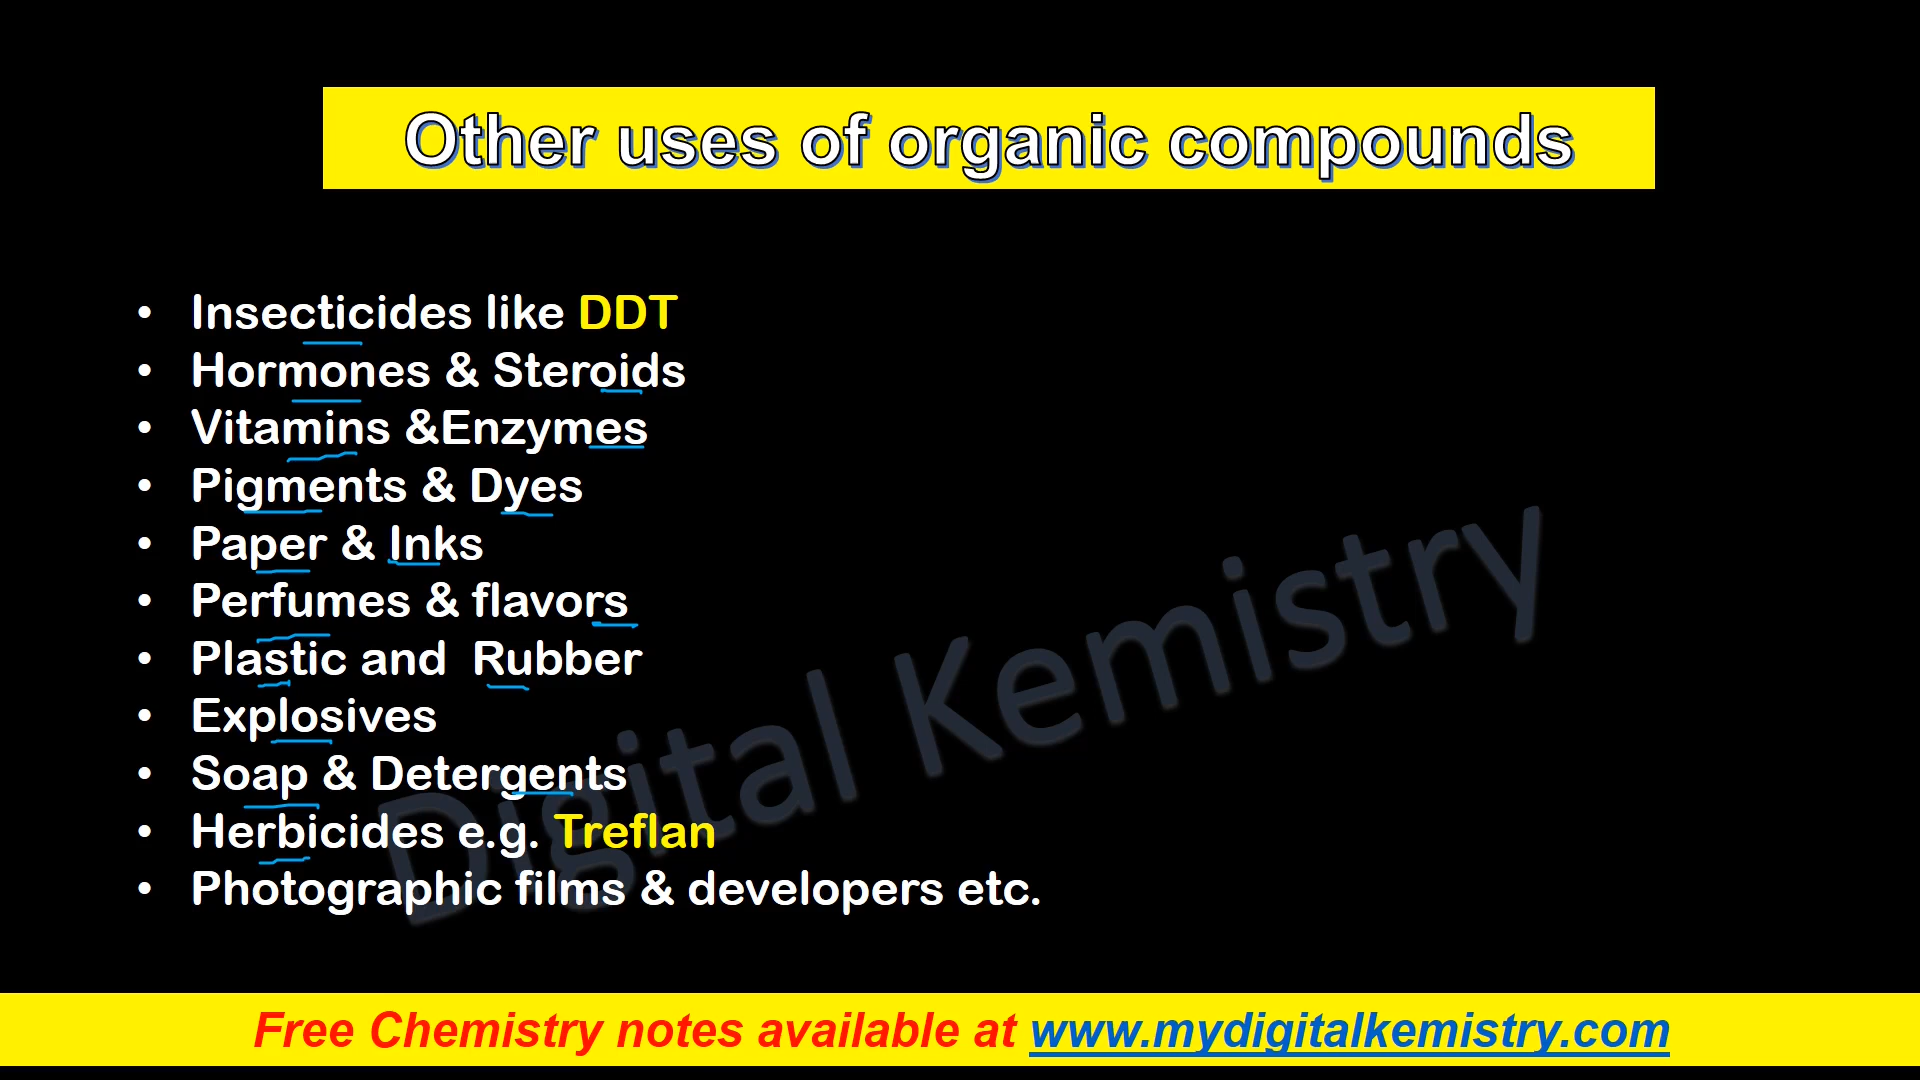 Other uses of organic compounds
• Insecticides like DDT
• Hormones & Steroids
• Vitamins &Enzymes
• Pigments & Dyes
• Paper & Inks
• Perfumes & flavors
• Plastic and  Rubber
• Explosives
• Soap & Detergents
• Herbicides e.g. Treflan
• Photographic films & developers etc.
Digital Kemistry
Free Chemistry notes available at www.mydigitalkemistry.com